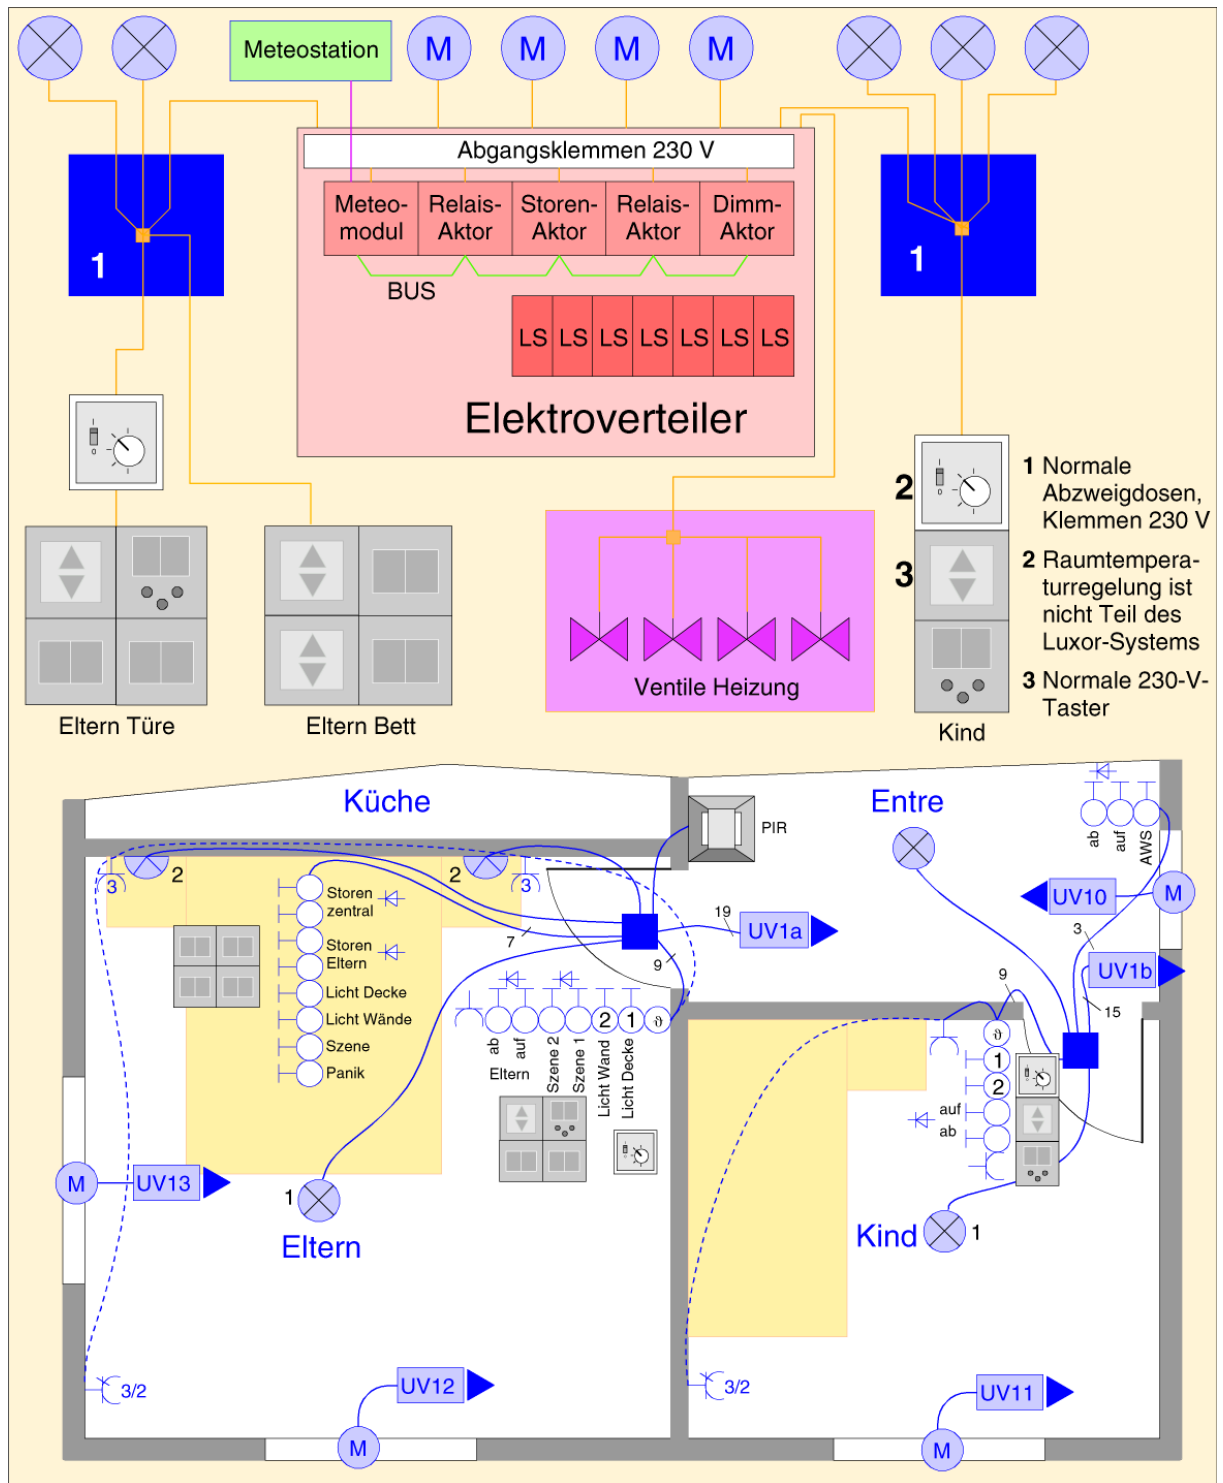 Meteostation
M
M
M
M
Abgangsklemmen 230 V
Meteo-
modul
Relais-
Aktor
Storen-
Aktor
Relais-
Aktor
Dimm-
Aktor
BUS
1
1
LS
LS
LS
LS
LS
LS
LS
Elektroverteiler
I
0
I
0
2
3
1 Normale
Abzweigdosen,
Klemmen 230 V
2 Raumtempera-
turregelung ist
nicht Teil des
Luxor-Systems
3 Normale 230-V-
Taster
Eltern Türe
Eltern Bett
Ventile Heizung
Kind
Küche
Entre
PIR
ab
auf
AWS
3
2
2
3
Storen
zentral
Storen
Eltern
Licht Decke
Licht Wände
Szene
Panik
7
19
UV1a
9
UV10
M
3
UV1b
9
15
2
1
ϑ
ab
auf
Eltern
Szene 2
Szene 1
Licht Wand
Licht Decke
ϑ
1
2
auf
ab
M
UV13
1
Eltern
Kind
1
3/2
UV12
M
3/2
UV11
M